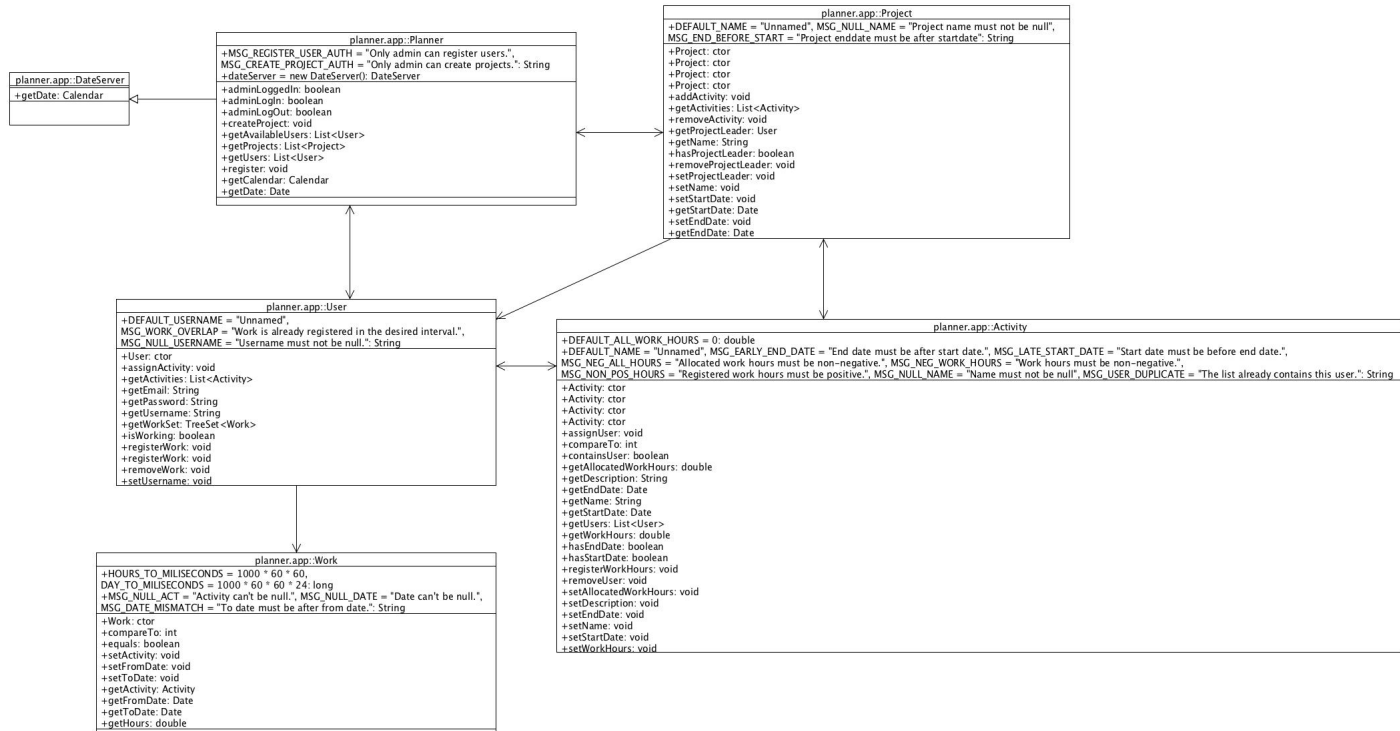 planner.app::DateServer
+getDate: Calendar
planner.app::Planner
+MSG_REGISTER_USER_AUTH = "Only admin can register users.",
MSG_CREATE_PROJECT_AUTH = "Only admin can create projects.": String
+dateServer = new DateServer(): DateServer
+adminLoggedIn: boolean
+adminLogIn: boolean
+adminLogOut: boolean
+createProject: void
+getAvailableUsers: List<User>
+getProjects: List<Project>
+getUsers: List<User>
+register: void
+getCalendar: Calendar
+getDate: Date
planner.app::Project
+DEFAULT_NAME = "Unnamed", MSG_NULL_NAME = "Project name must not be null",
MSG_END_BEFORE_START = "Project enddate must be after startdate": String
+Project: ctor
+Project: ctor
+Project: ctor
+Project: ctor
+addActivity: void
+getActivities: List<Activity>
+removeActivity: void
+getProjectLeader: User
+getName: String
+hasProjectLeader: boolean
+removeProjectLeader: void
+setProjectLeader: void
+setName: void
+setStartDate: void
+getStartDate: Date
+setEndDate: void
+getEndDate: Date
planner.app::User
+DEFAULT_USERNAME = "Unnamed",
MSG_WORK_OVERLAP = "Work is already registered in the desired interval.",
MSG_NULL_USERNAME = "Username must not be null.": String
+User: ctor
+assignActivity: void
+getActivities: List<Activity>
+getEmail: String
+getPassword: String
+getUsername: String
+getWorkSet: TreeSet<Work>
+isWorking: boolean
+registerWork: void
+registerWork: void
+removeWork: void
+setUsername: void
planner.app::Activity
+DEFAULT_ALL_WORK_HOURS = 0: double
+DEFAULT_NAME = "Unnamed", MSG_EARLY_END_DATE = "End date must be after start date.", MSG_LATE_START_DATE = "Start date must be before end date.",
MSG_NEG_ALL_HOURS = "Allocated work hours must be non-negative.", MSG_NEG_WORK_HOURS = "Work hours must be non-negative.",
MSG_NON_POS_HOURS = "Registered work hours must be positive.", MSG_NULL_NAME = "Name must not be null", MSG_USER_DUPLICATE = "The list already contains this user.": String
+Activity: ctor
+Activity: ctor
+Activity: ctor
+Activity: ctor
+assignUser: void
+compareTo: int
+containsUser: boolean
+getAllocatedWorkHours: double
+getDescription: String
+getEndDate: Date
+getName: String
+getStartDate: Date
+getUsers: List<User>
+getWorkHours: double
+hasEndDate: boolean
+hasStartDate: boolean
+registerWorkHours: void
+removeUser: void
+setAllocatedWorkHours: void
+setDescription: void
+setEndDate: void
+setName: void
+setStartDate: void
+setWorkHours: void
planner.app::Work
+HOURS_TO_MILISECONDS = 1000 * 60 * 60,
DAY_TO_MILISECONDS = 1000 * 60 * 60 * 24: long
+MSG_NULL_ACT = "Activity can't be null.", MSG_NULL_DATE = "Date can't be null.",
MSG_DATE_MISMATCH = "To date must be after from date.": String
+Work: ctor
+compareTo: int
+equals: boolean
+setActivity: void
+setFromDate: void
+setToDate: void
+getActivity: Activity
+getFromDate: Date
+getToDate: Date
+getHours: double